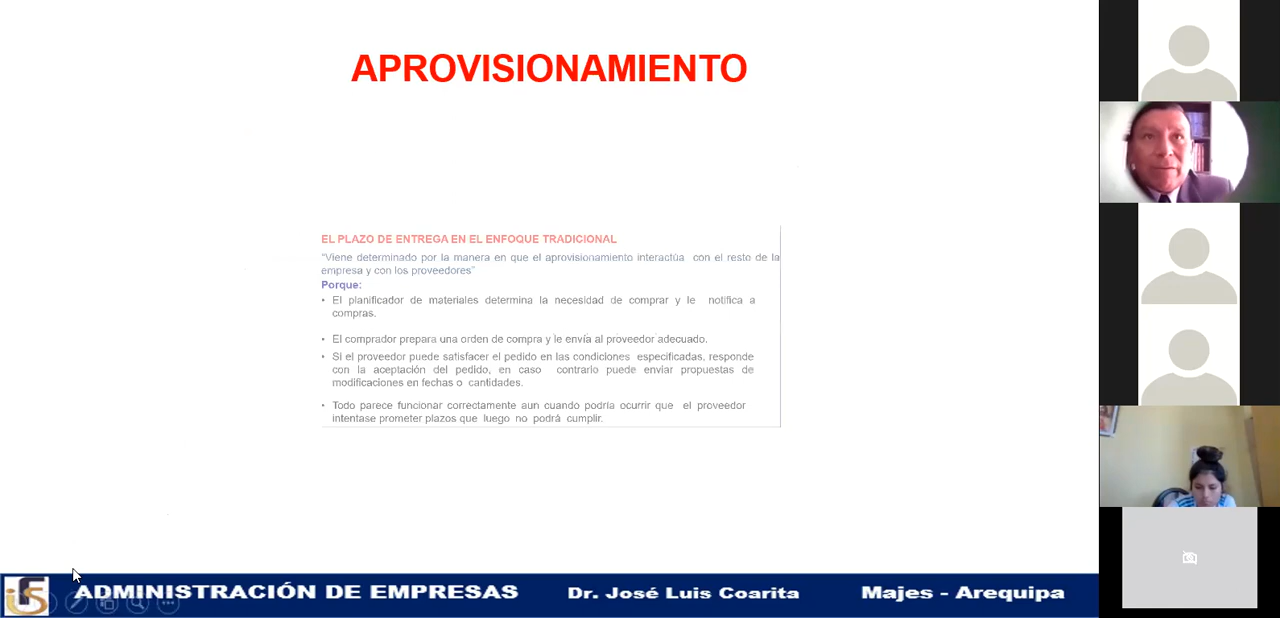 APROVISIONAMIENTO
EL PLAZO DE ENTREGA EN EL ENFOQUE TRADICIONAL
“Viene determinado por la manera en que el aprovisionamiento interactúa con el resto de la
empresa y con los proveedores”
Porque:
• El planificador de materiales determina la necesidad de comprar y le notifica a
compras.
• El comprador prepara una orden de compra y le envía al proveedor adecuado.
• Si el proveedor puede satisfacer el pedido en las condiciones especificadas, responde
con la aceptación del pedido, en caso contrarlo puede enviar propuestas de
modificaciones en fechas o cantidades.
• Todo parece funcionar correctamente aun cuando podría ocurrir que el proveedor
intentase prometer plazos que luego no podrá cumplir.
ADMINISTRACIÓN DE EMPRESAS Dr. José Luis Coarita Majes - Arequipa